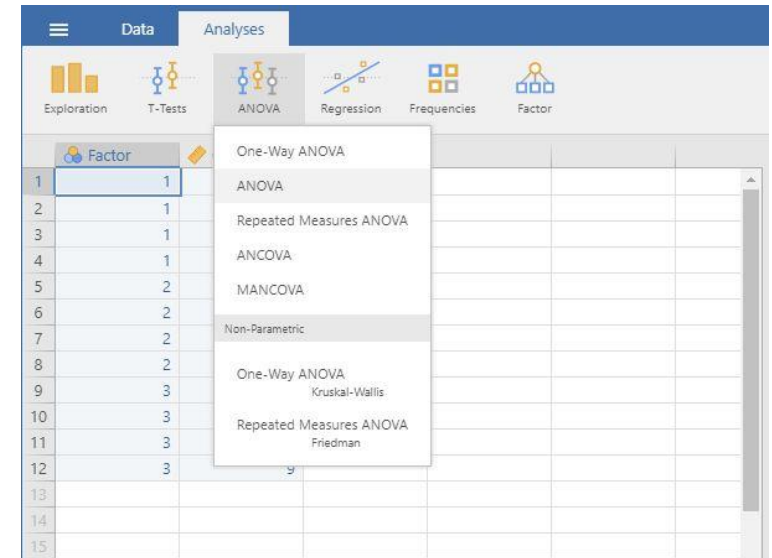 Data Analyses
Exploration T-Tests ANOVA Regression Frequencies Factor
Factor
One-Way ANOVA
ANOVA
Repeated Measures ANOVA
ANCOVA
MANCOVA
Non-Parametric
One-Way ANOVA
Kruskal-Wallis
Repeated Measures ANOVA
Friedman
1 1
2 1
3 1
4 1
5 2
6 2
7 2
8 2
9 3
10 3
11 3
12 3 9
13
14
15